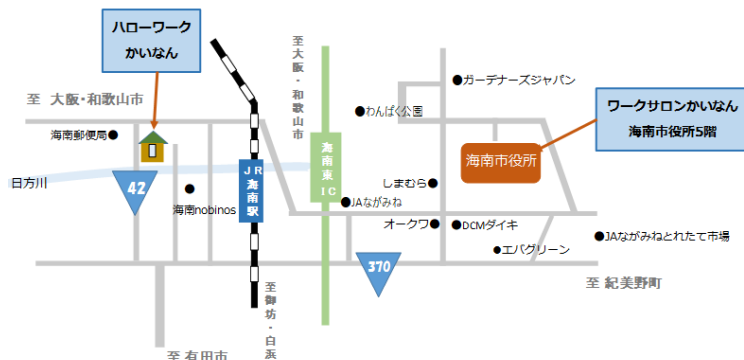 ハローワーク
かいなん
至 大阪・和歌山市
至大阪・和歌山市
ガーデナーズジャパン
わんぱく公園
ワークサロンかいなん
海南市役所5階
海南郵便局
海南東IC
海南市役所
日方川
42
JR海南駅
しまむら
海南nobinos
JAながみね
オークワ
DCMダイキ
エバグリーン
JAながみねとれたて市場
370
至 紀美野町
至御坊・白浜
至 有田市